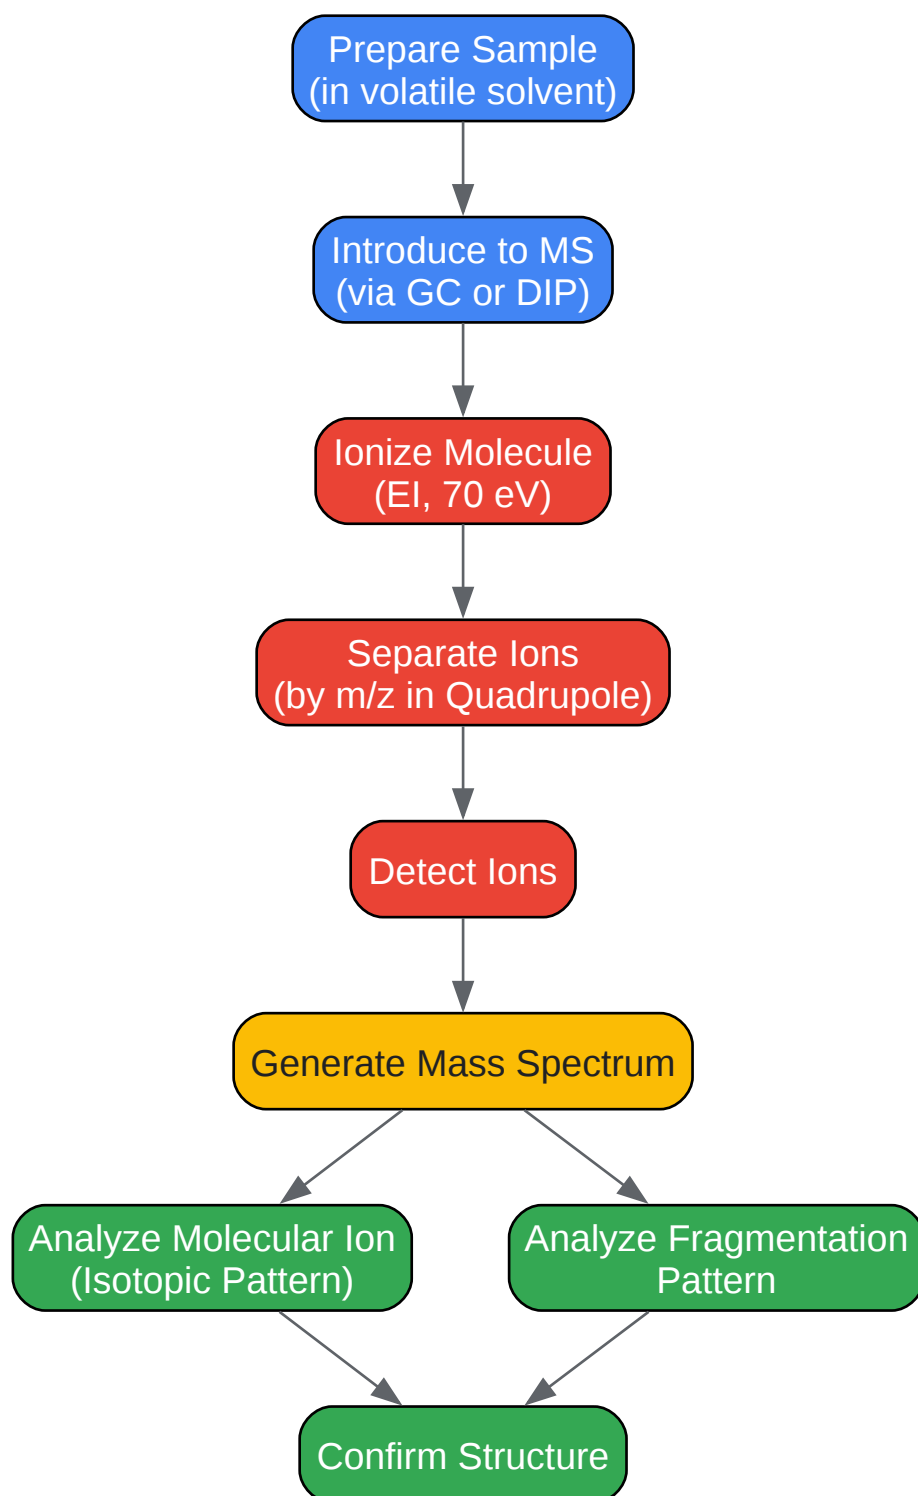 Prepare Sample
(in volatile solvent)
Introduce to MS
(via GC or DIP)
Ionize Molecule
(EI, 70 eV)
Separate Ions
(by m/z in Quadrupole)
Detect Ions
Generate Mass Spectrum
Analyze Molecular Ion
(Isotopic Pattern)
Analyze Fragmentation
Pattern
Confirm Structure